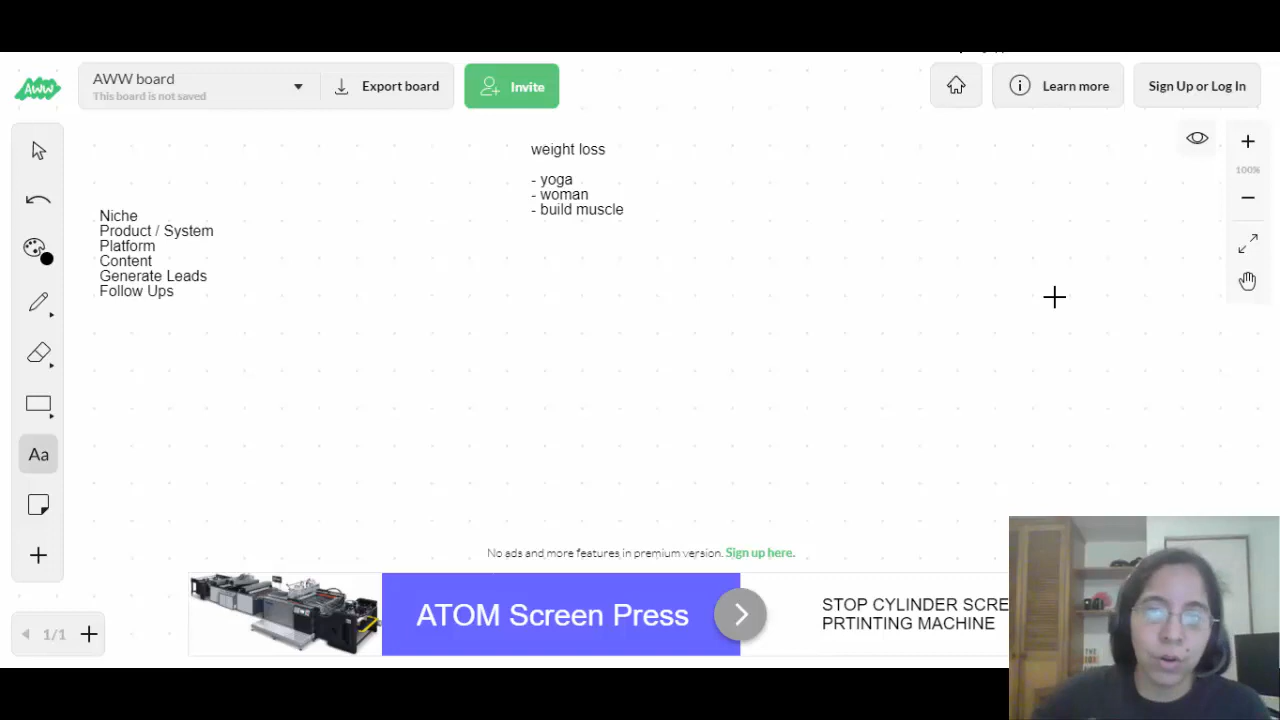 AWW
AWW board
This board is not saved
Export board
Invite
Learn more
Sign Up or Log In
100%
weight loss
- yoga
- woman
- build muscle
Niche
Product / System
Platform
Content
Generate Leads
Follow Ups
Aa
No ads and more features in premium version. Sign up here.
1/1
ATOM Screen Press
STOP CYLINDER SCRE
PRTINTING MACHINE